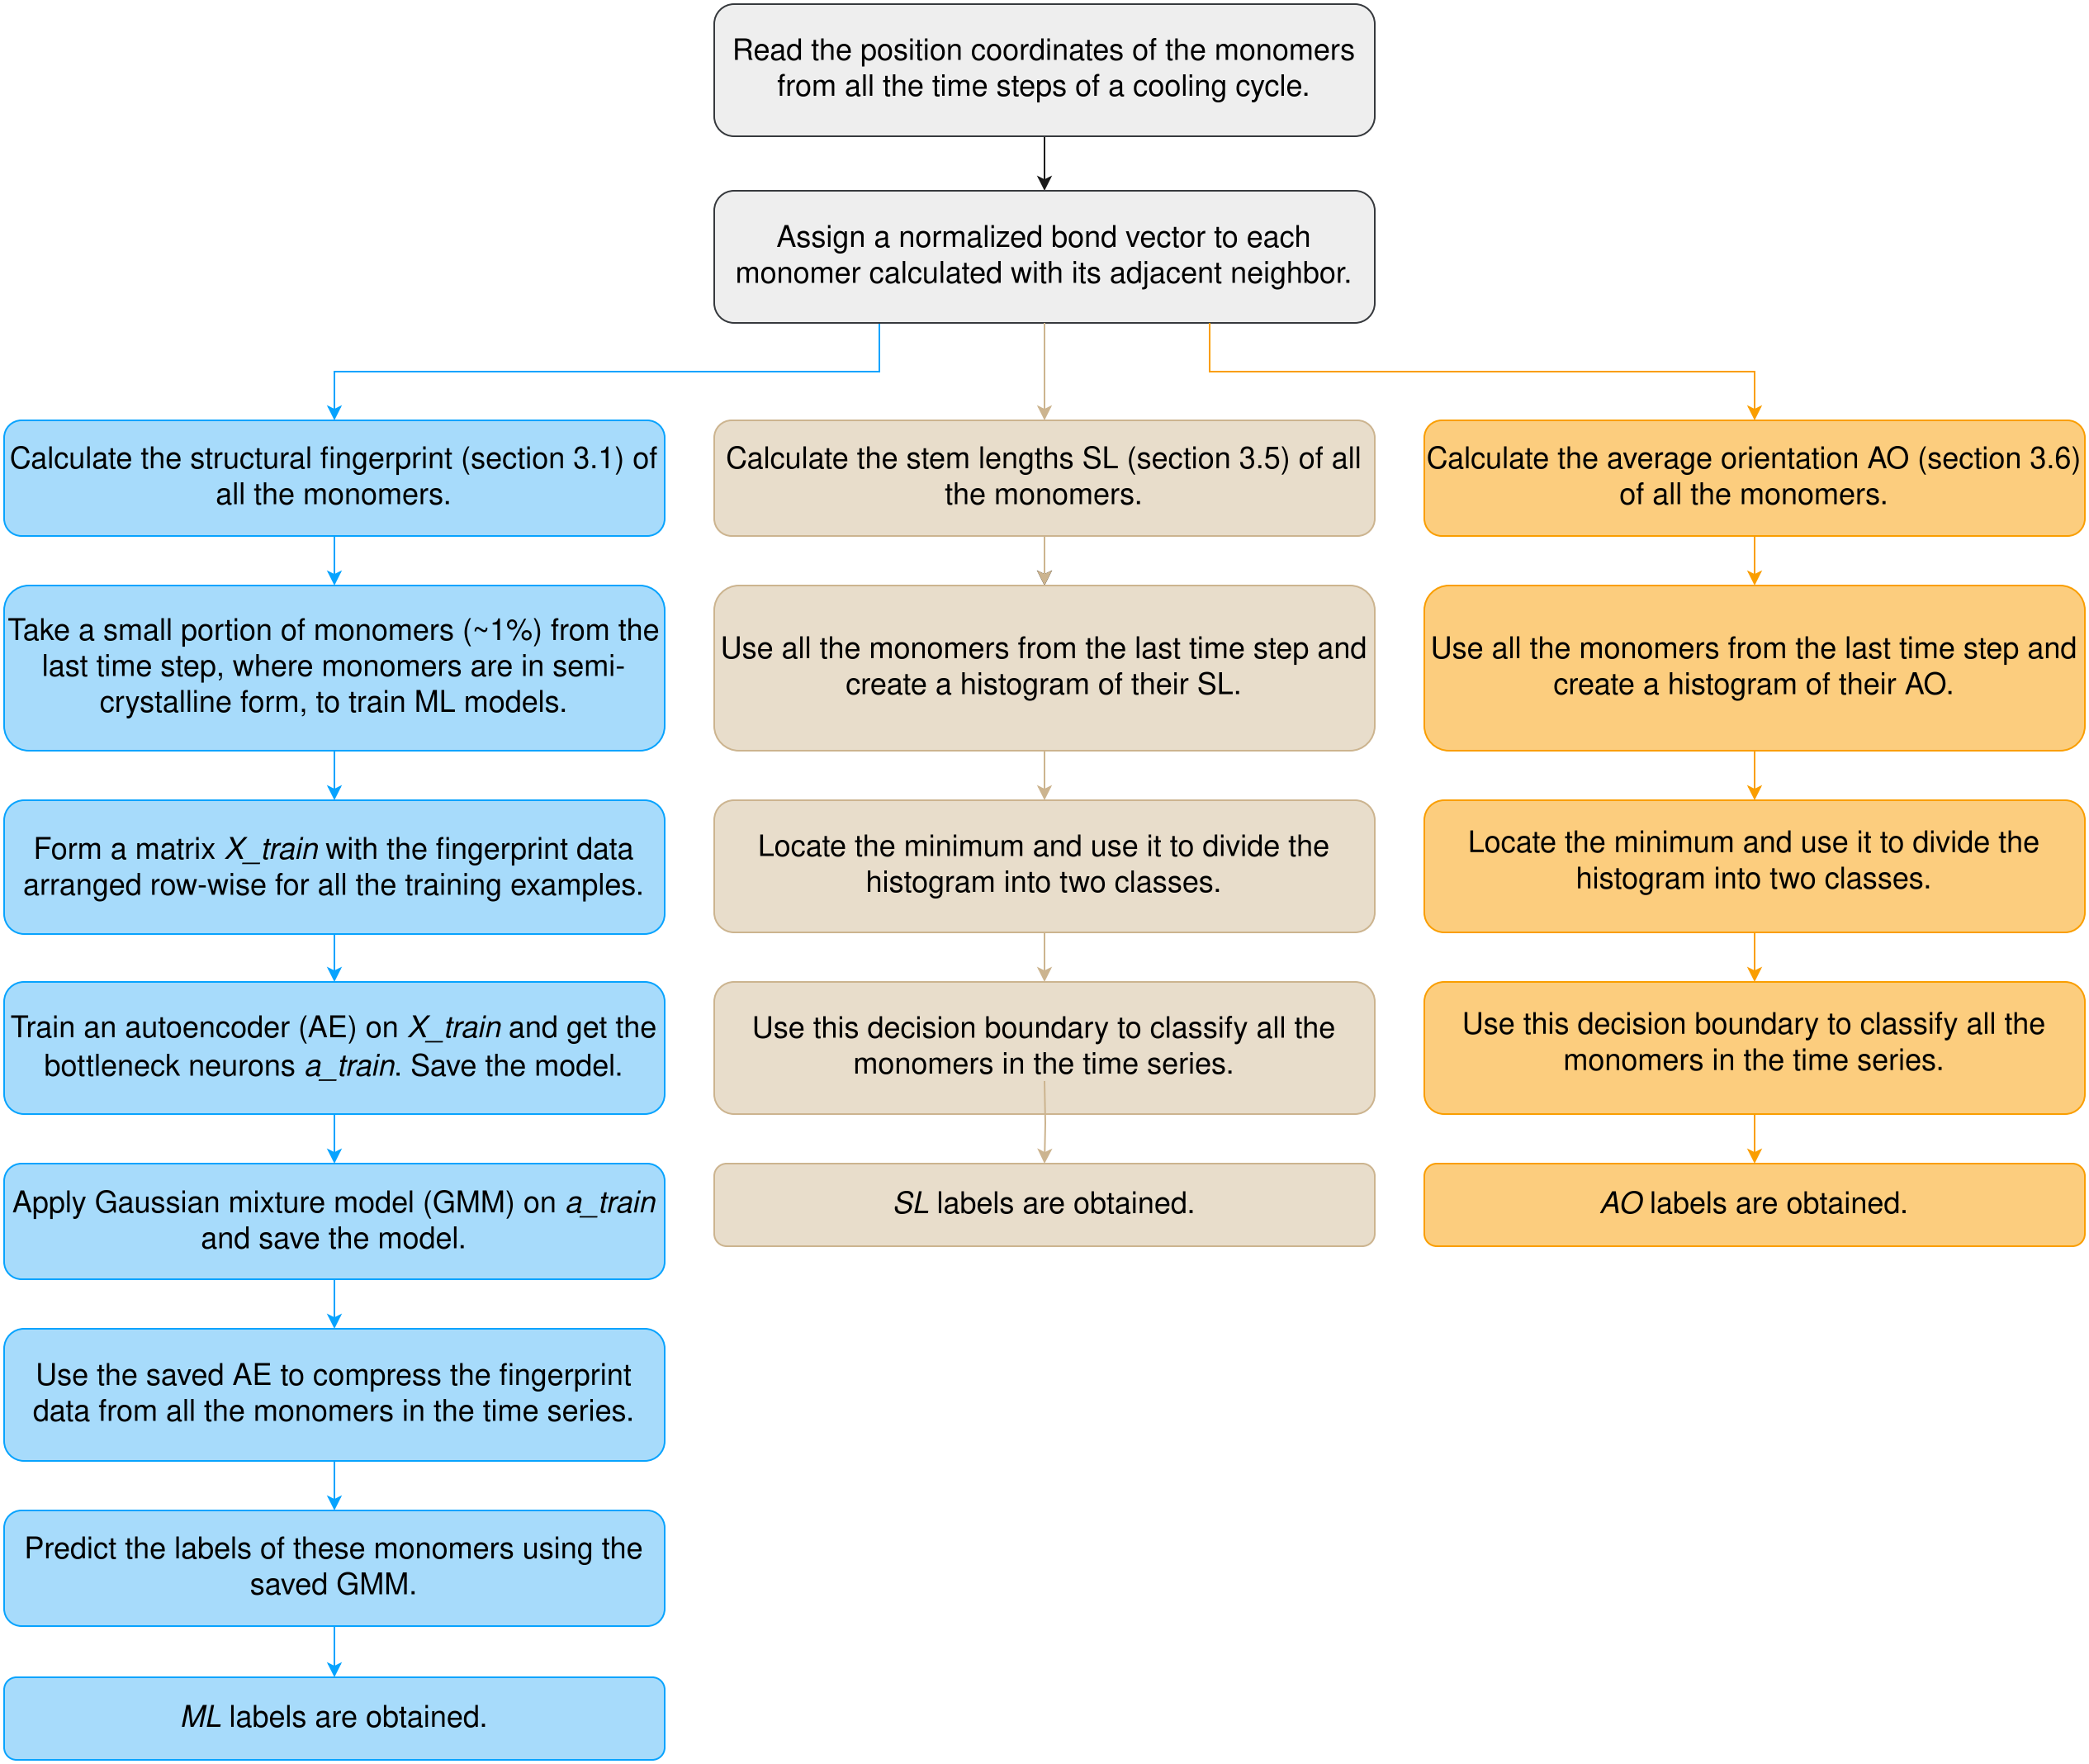 Read the position coordinates of the monomers
from all the time steps of a cooling cycle.
Assign a normalized bond vector to each
monomer calculated with its adjacent neighbor.
Calculate the structural fingerprint (section 3.1) of
all the monomers.
Take a small portion of monomers (~1%) from the
last time step, where monomers are in semi-
crystalline form, to train ML models.
Form a matrix X_train with the fingerprint data
arranged row-wise for all the training examples.
Train an autoencoder (AE) on X_train and get the
bottleneck neurons a_train. Save the model.
Apply Gaussian mixture model (GMM) on a_train
and save the model.
Use the saved AE to compress the fingerprint
data from all the monomers in the time series.
Predict the labels of these monomers using the
saved GMM.
ML labels are obtained.
Calculate the stem lengths SL (section 3.5) of all
the monomers.
Use all the monomers from the last time step and
create a histogram of their SL.
Locate the minimum and use it to divide the
histogram into two classes.
Use this decision boundary to classify all the
monomers in the time series.
SL labels are obtained.
Calculate the average orientation AO (section 3.6)
of all the monomers.
Use all the monomers from the last time step and
create a histogram of their AO.
Locate the minimum and use it to divide the
histogram into two classes.
Use this decision boundary to classify all the
monomers in the time series.
AO labels are obtained.